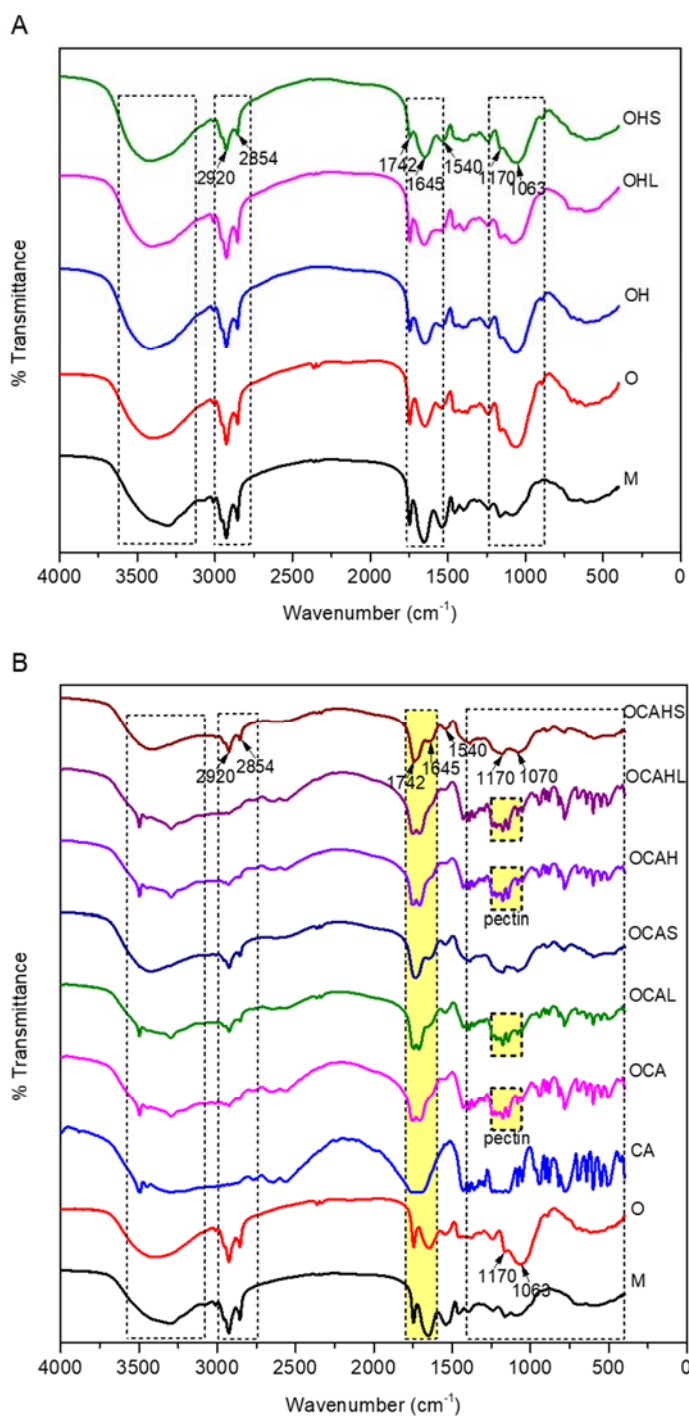 A
% Transmittance
OHS
2920
2854
1742
1645
1540
1170
1063
OHL
OH
O
M
4000 3500 3000 2500 2000 1500 1000 500 0
Wavenumber (cm-1)
B
% Transmittance
OCAHS
2920
2854
1742
1645
1540
1170
1070
OCAHL
OCAH
pectin
OCAS
OCAL
OCA
pectin
CA
O
1170
1063
M
4000 3500 3000 2500 2000 1500 1000 500 0
Wavenumber (cm-1)